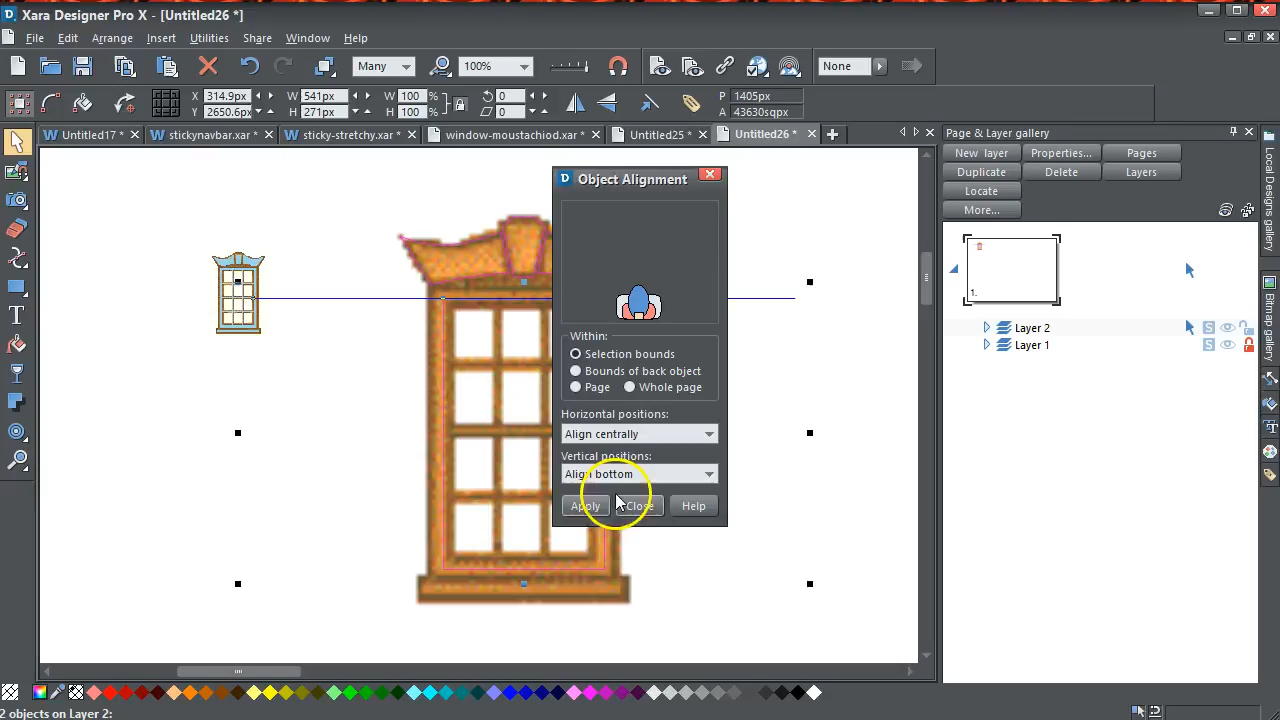 Xara Designer Pro X - [Untitled26 *]
File Edit Arrange Insert Utilities Share Window Help
Many 100% None
X 314.9px W 541px W 100 % 0 P 1405px
Y 2650.6px H 271px H 100 % 0 A 43630sqpx
Untitled17 * stickynavbar.xar * sticky-stretchy.xar * window-moustachiod.xar * Untitled25 * Untitled26 *
Page & Layer gallery
New layer Properties... Pages
Duplicate Delete Layers
Locate
More...
1.
Layer 2
Layer 1
S
S
Local Designs gallery
Bitmap gallery
Object Alignment
Within:
Selection bounds
Bounds of back object
Page Whole page
Horizontal positions:
Align centrally
Vertical positions:
Align bottom
Apply Close Help
2 objects on Layer 2: